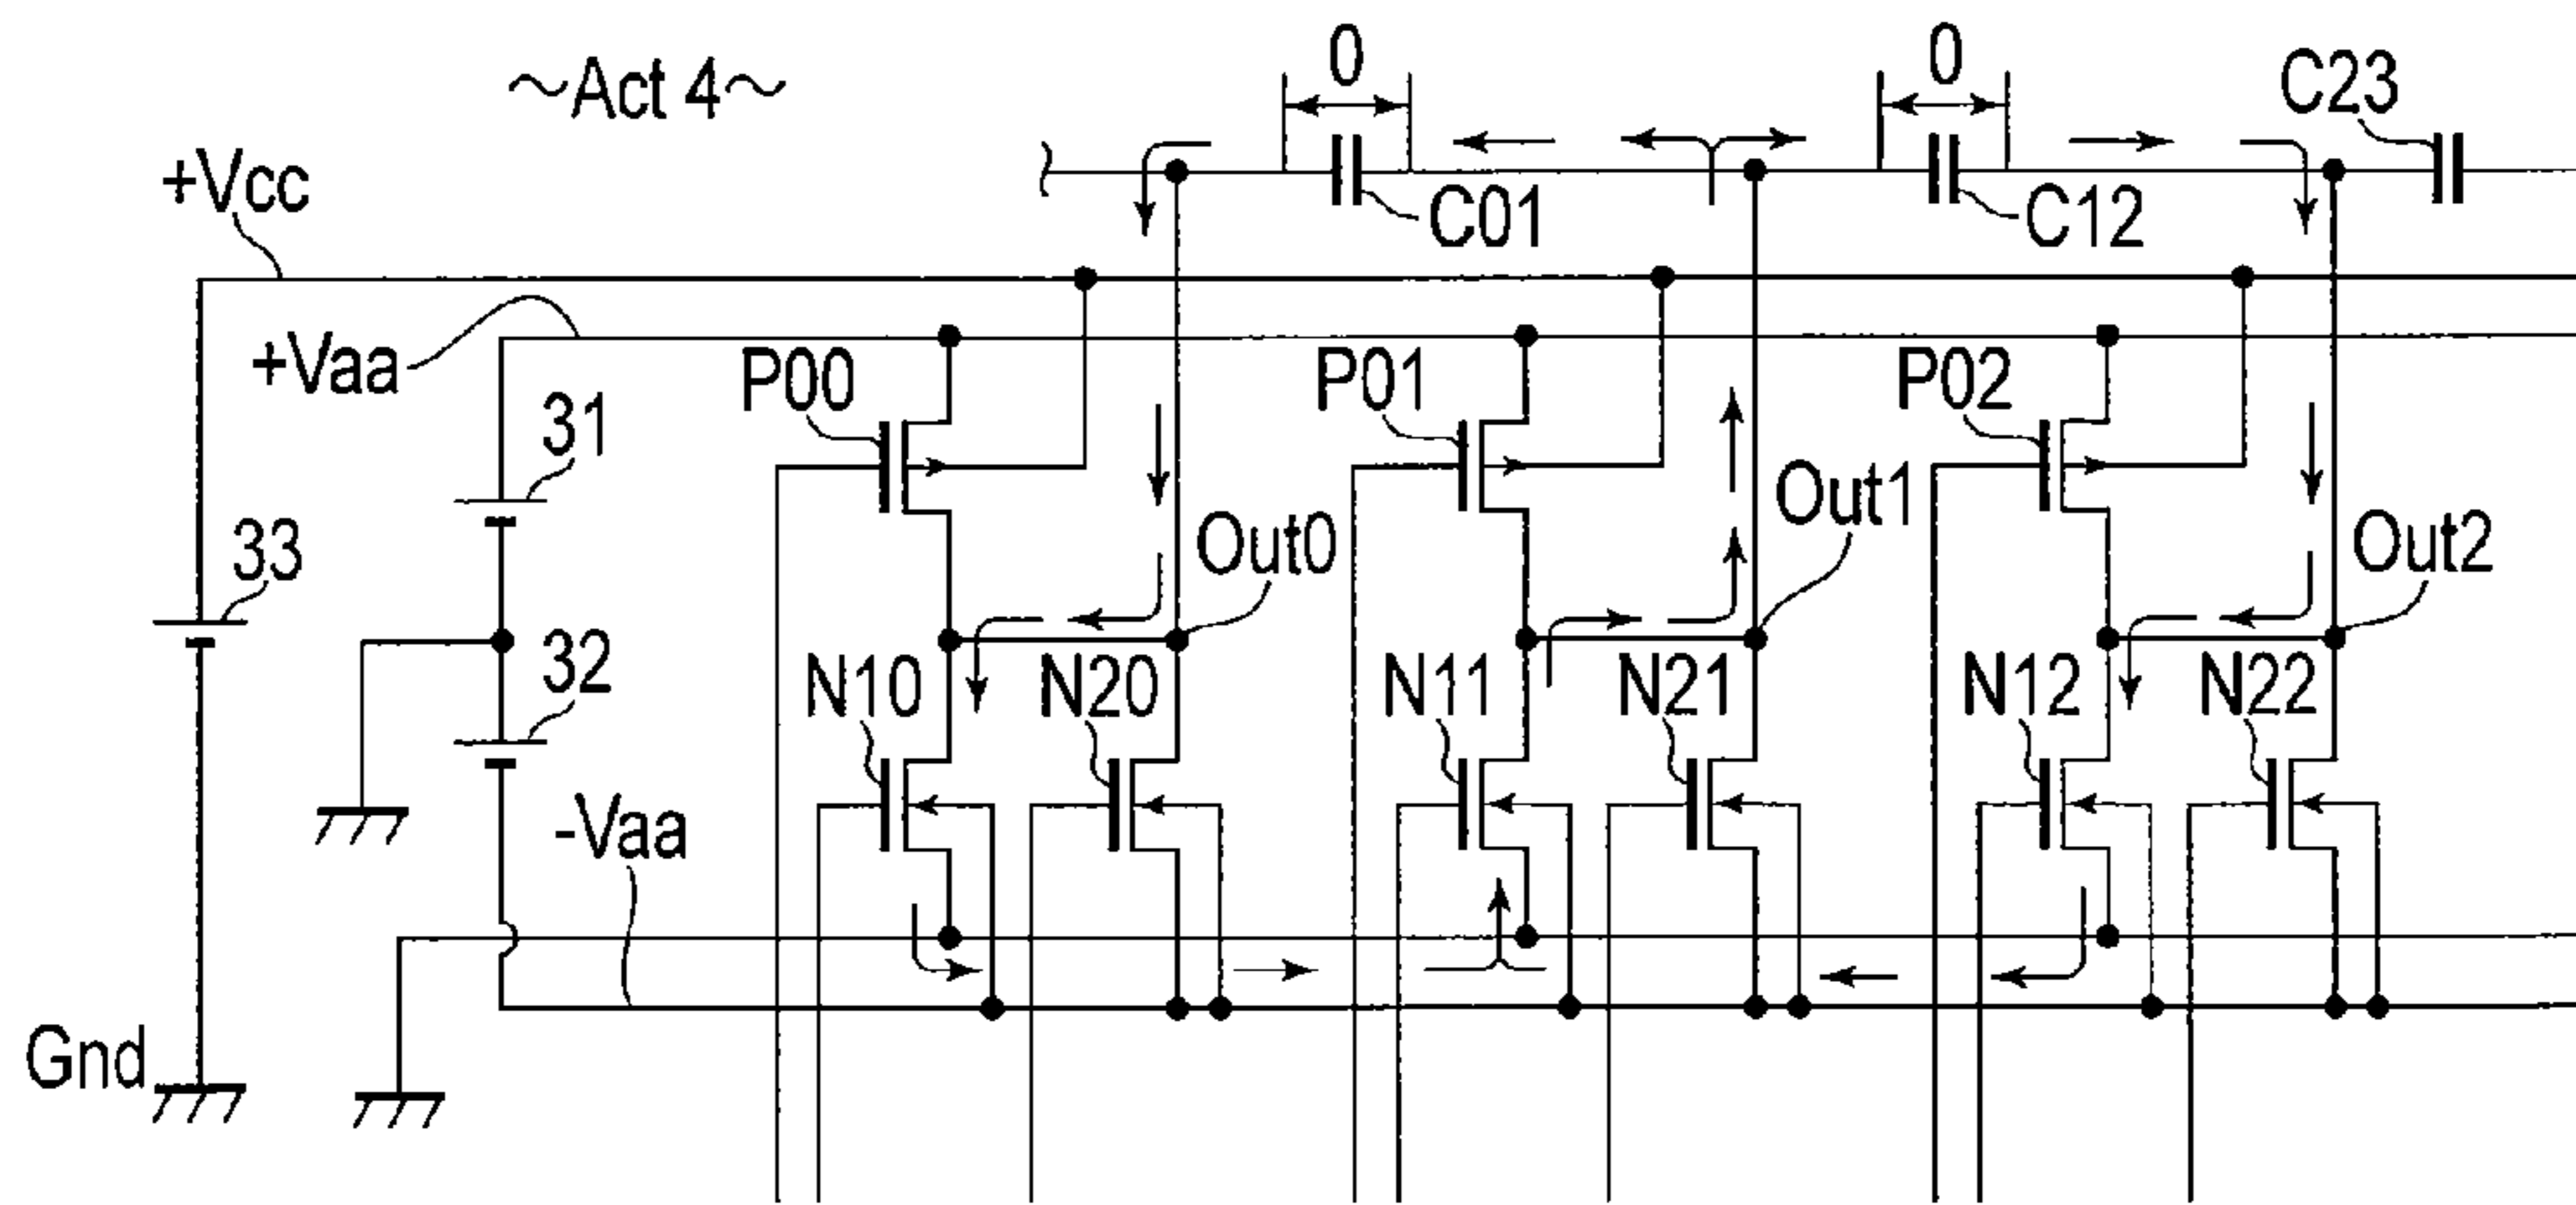 ~Act 4~
0
0
C23
+Vcc
C01
C12
+Vaa
P00
P01
P02
31
Out1
33
Out0
Out2
32
N10
N20
N11
N21
N12
N22
-Vaa
Gnd